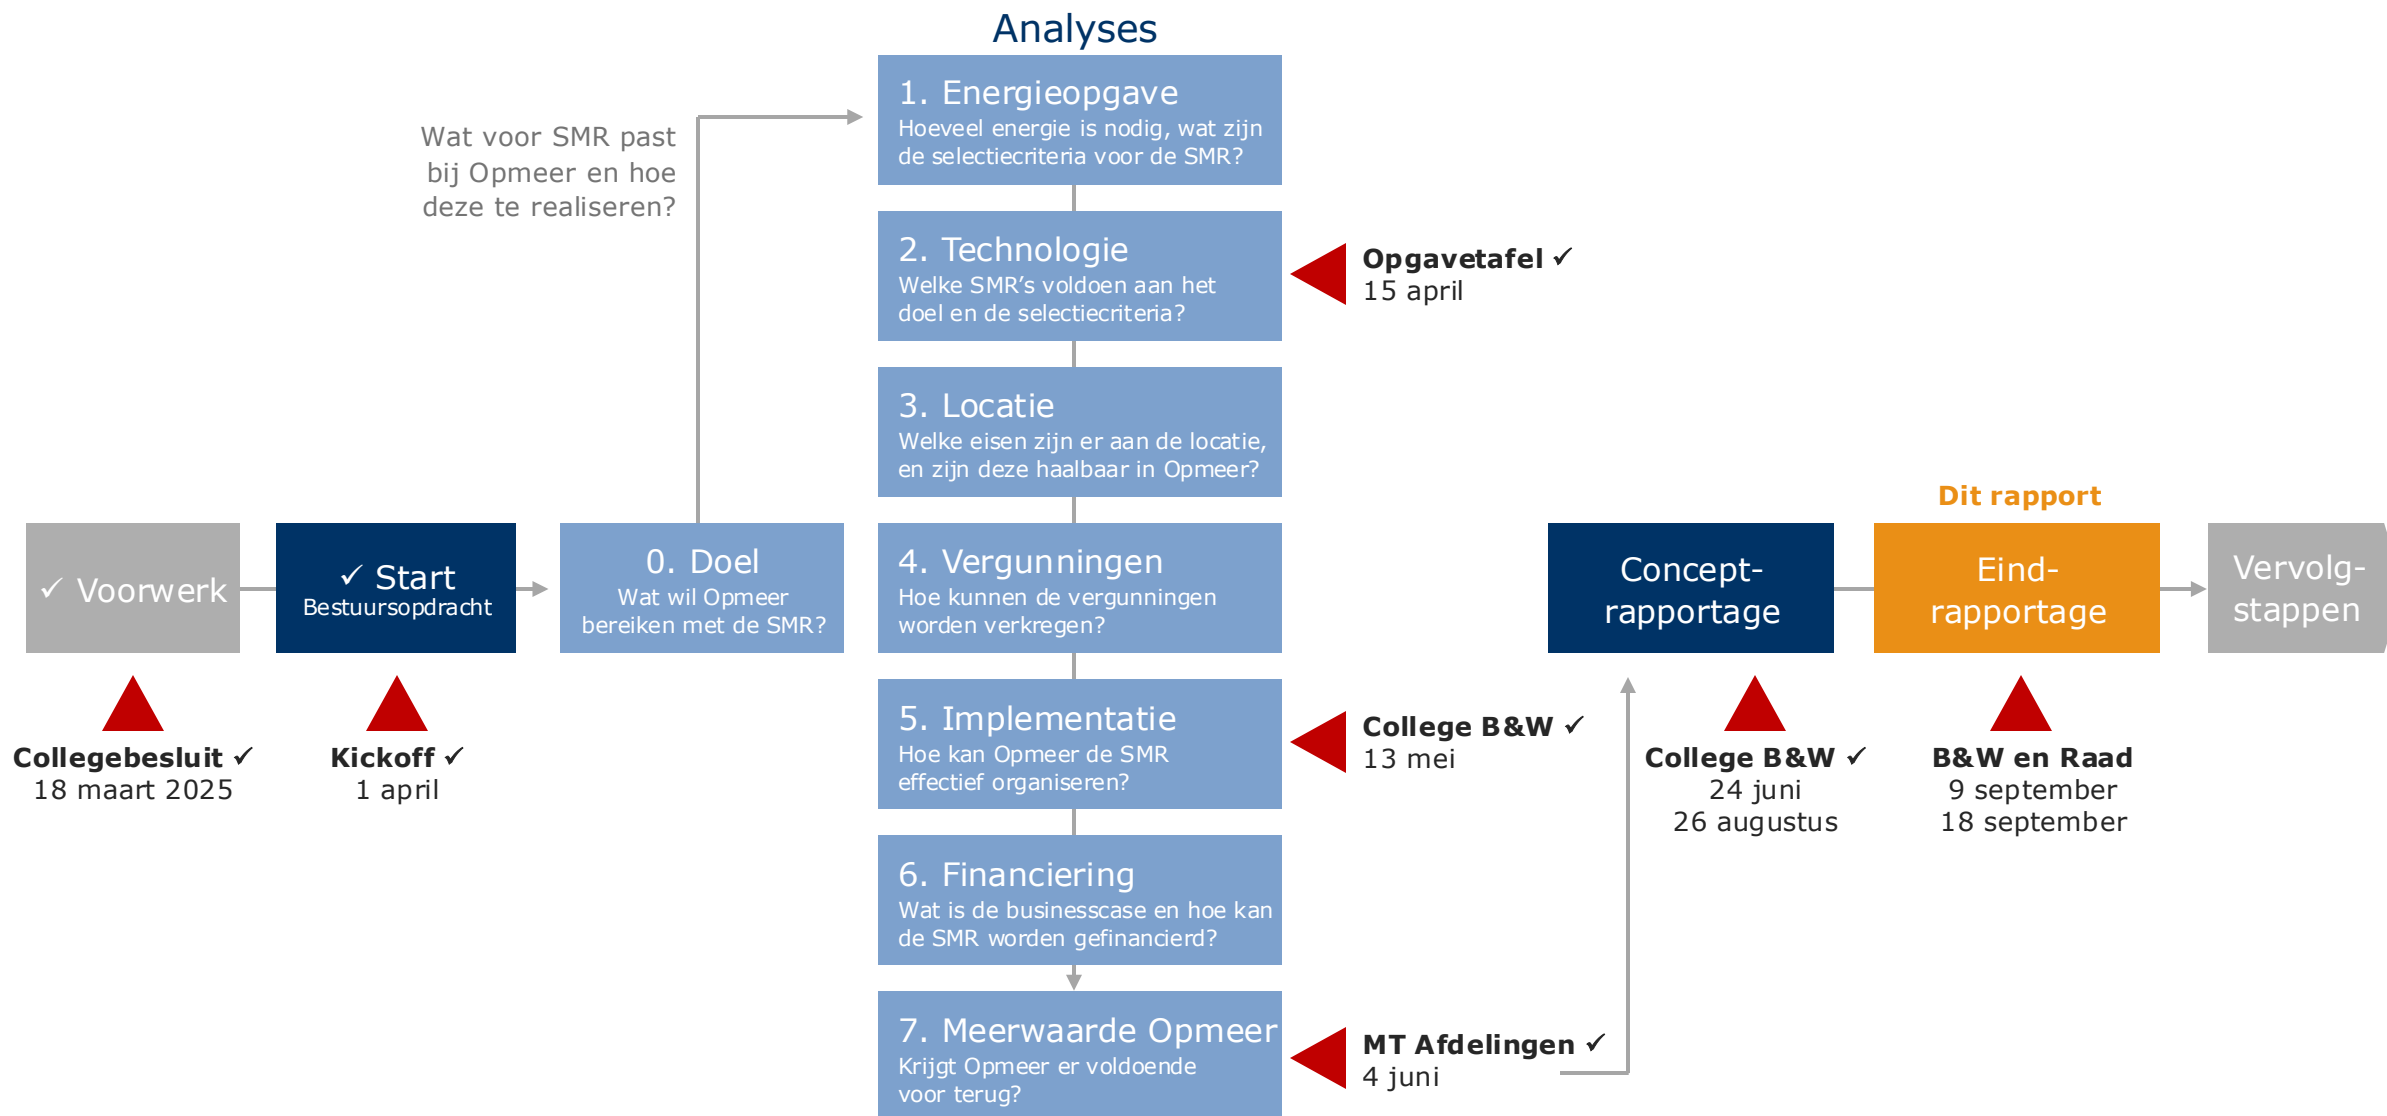 Analyses
Wat voor SMR past
bij Opmeer en hoe
deze te realiseren?
1. Energieopgave
Hoeveel energie is nodig, wat zijn
de selectiecriteria voor de SMR?
2. Technologie
Welke SMR's voldoen aan het
doel en de selectiecriteria?
Opgavetafel ✓
15 april
3. Locatie
Welke eisen zijn er aan de locatie,
en zijn deze haalbaar in Opmeer?
✓ Voorwerk
Collegebesluit ✓
18 maart 2025
✓ Start
Bestuursopdracht
Kickoff ✓
1 april
0. Doel
Wat wil Opmeer
bereiken met de SMR?
4. Vergunningen
Hoe kunnen de vergunningen
worden verkregen?
5. Implementatie
Hoe kan Opmeer de SMR
effectief organiseren?
College B&W ✓
13 mei
6. Financiering
Wat is de businesscase en hoe kan
de SMR worden gefinancierd?
7. Meerwaarde Opmeer
Krijgt Opmeer er voldoende
voor terug?
MT Afdelingen ✓
4 juni
Concept-
rapportage
College B&W ✓
24 juni
26 augustus
Dit rapport
Eind-
rapportage
B&W en Raad
9 september
18 september
Vervolg-
stappen